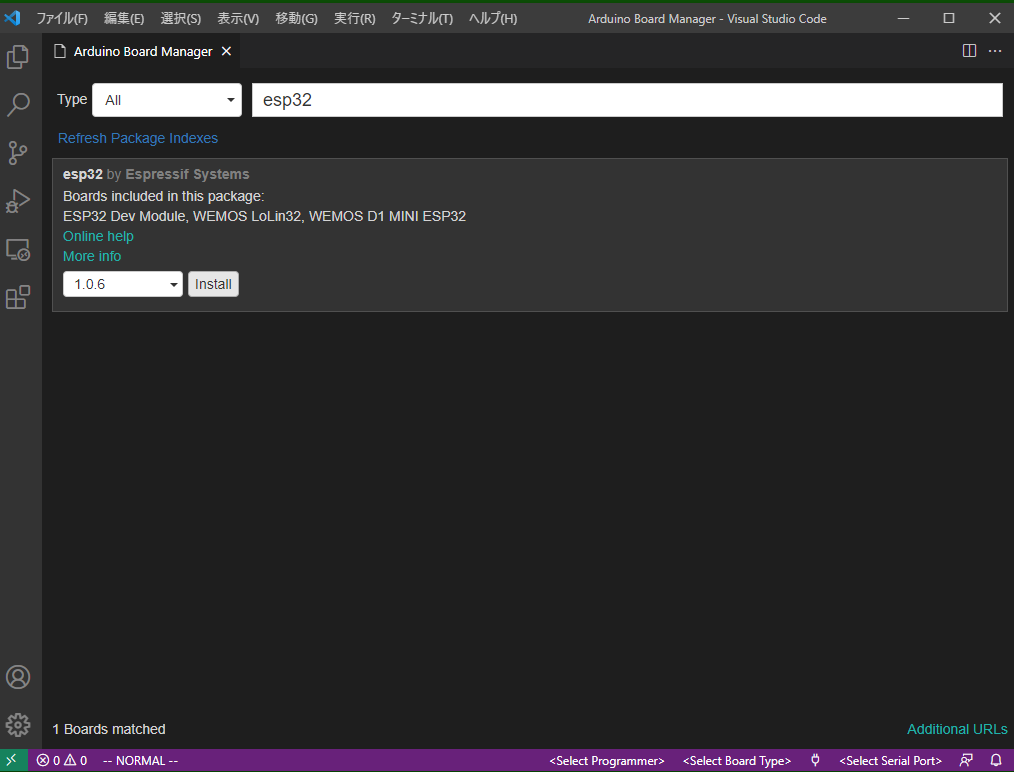 ファイル(F) 編集(E) 選択(S) 表示(V) 移動(G) 実行(R) ターミナル(T) ヘルプ(H) Arduino Board Manager - Visual Studio Code
Arduino Board Manager
Type All esp32
Refresh Package Indexes
esp32 by Espressif Systems
Boards included in this package:
ESP32 Dev Module, WEMOS LoLin32, WEMOS D1 MINI ESP32
Online help
More info
1.0.6 Install
1 Boards matched Additional URLs
0 0 -- NORMAL -- <Select Programmer> <Select Board Type> <Select Serial Port>